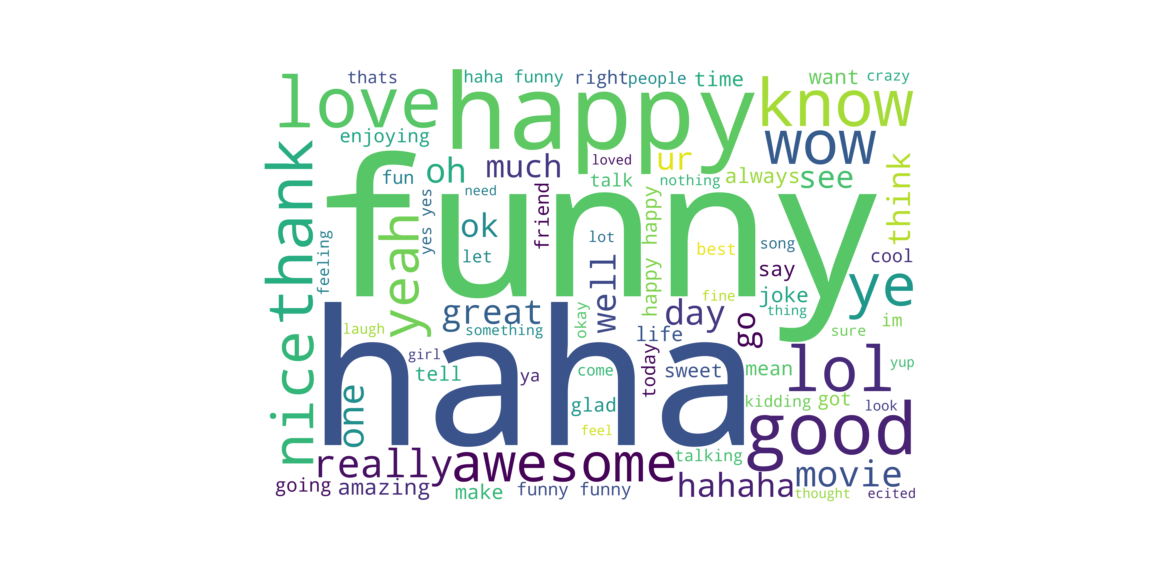 thats
haha funny
right
people
time
want
crazy
love
happy
know
enjoying
wow
oh
much
loved
ur
fun
talk
nothing
always
see
think
thank
yes yes
need
funny
friend
happy happy
yeah
ok
let
lot
best
song
cool
feeling
say
well
ye
great
something
okay
fine
joke
thing
day
go
im
sure
life
laugh
haha
girl
tell
ya
come
today
sweet
mean
lol
yup
nice
one
glad
kidding
got
look
feel
good
really
awesome
talking
movie
going
amazing
make
funny funny
hahaha
thought
ecited